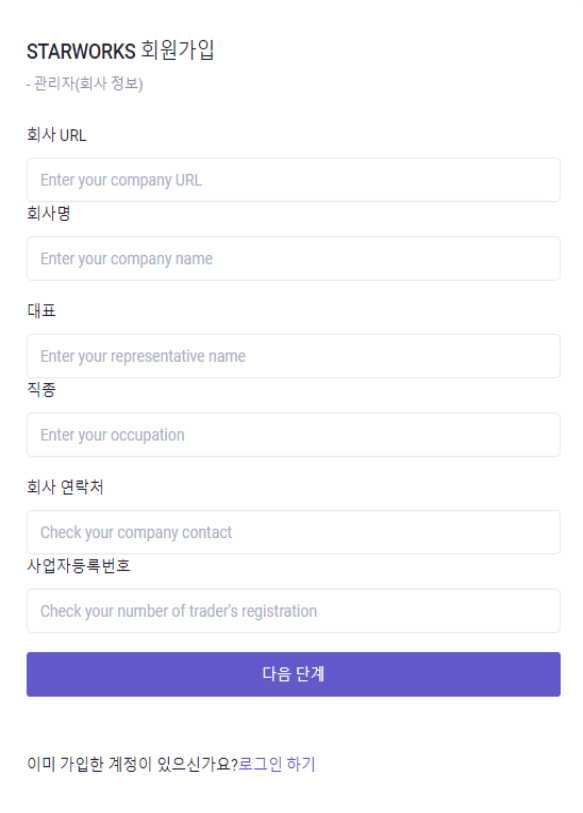 STARWORKS 회원가입
- 관리자(회사 정보)
회사 URL
Enter your company URL
회사명
Enter your company name
대표
Enter your representative name
직종
Enter your occupation
회사 연락처
Check your company contact
사업자등록번호
Check your number of trader's registration
다음 단계
이미 가입한 계정이 있으신가요?로그인 하기